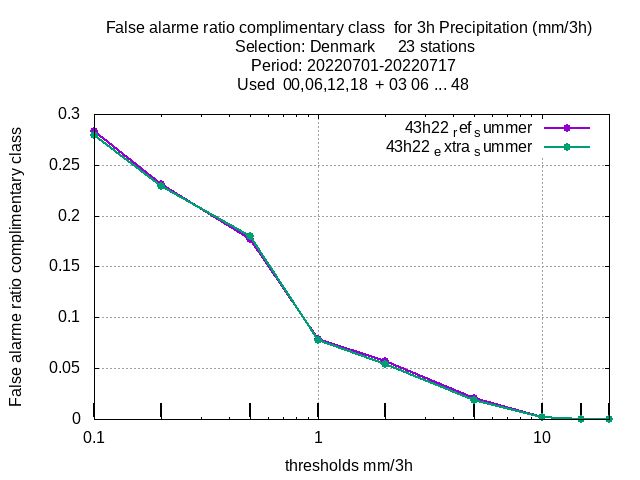 False alarme ratio complimentary class for 3h Precipitation (mm/3h)
Selection: Denmark 23 stations
Period: 20220701-20220717
Used 00,06,12,18 + 03 06 ... 48
0.3
0.25
0.2
0.15
0.1
0.05
0
False alarme ratio complimentary class
43h22 ref summer
43h22 extra summer
0.1
1
10
thresholds mm/3h